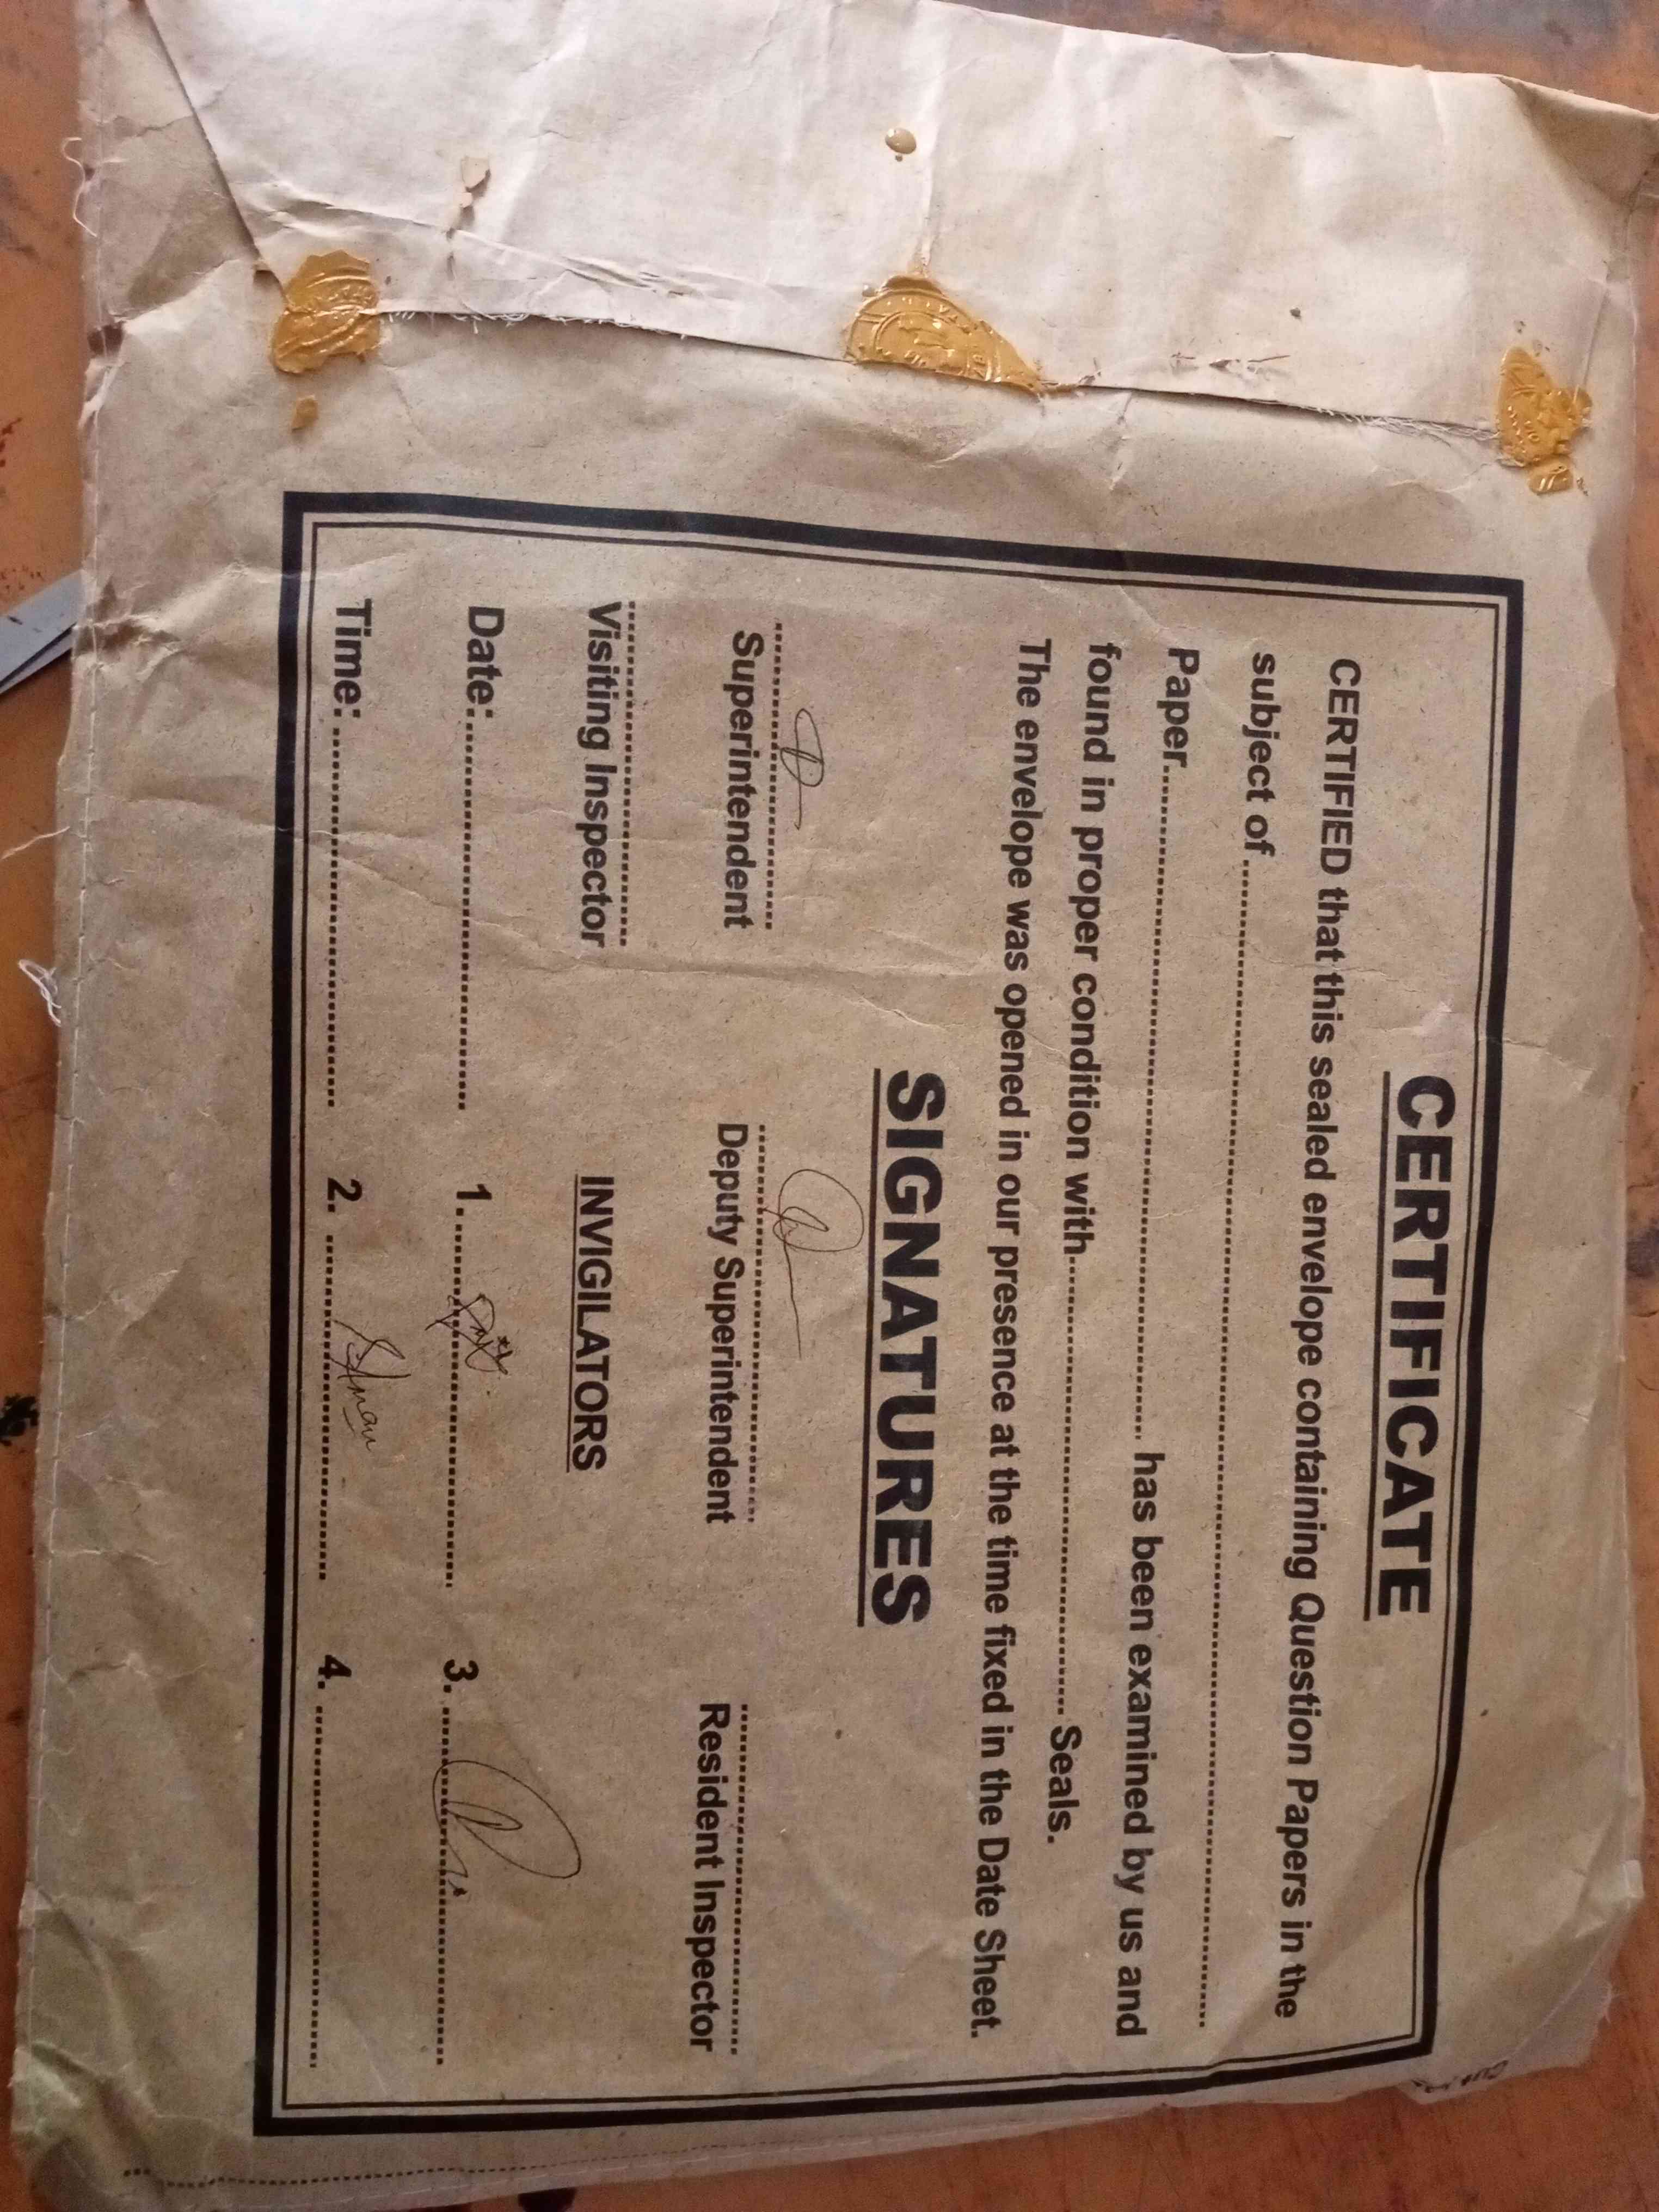 CERTIFICATE
CERTIFIED that this sealed envelope containing Question Papers in the
subject of
Paper has been examined by us and
found in proper condition with Seals.
The envelope was opened in our presence at the time fixed in the Date Sheet.
SIGNATURES
Superintendent Deputy Superintendent Resident Inspector
Visiting Inspector INVIGILATORS
Date: 1. 3.
Time: 2. 4.